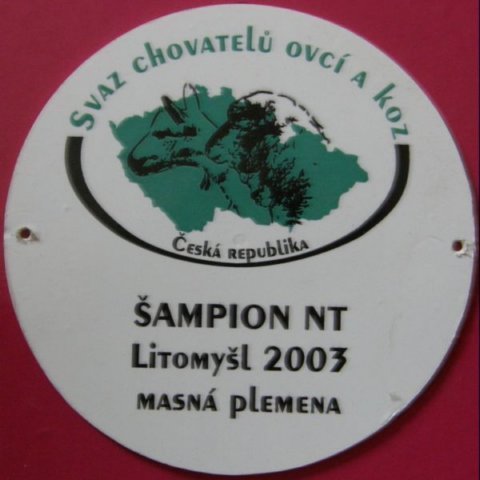 Svaz chovatelů ovcí a koz
Česká republika
ŠAMPION NT
Litomyšl 2003
masná plemena